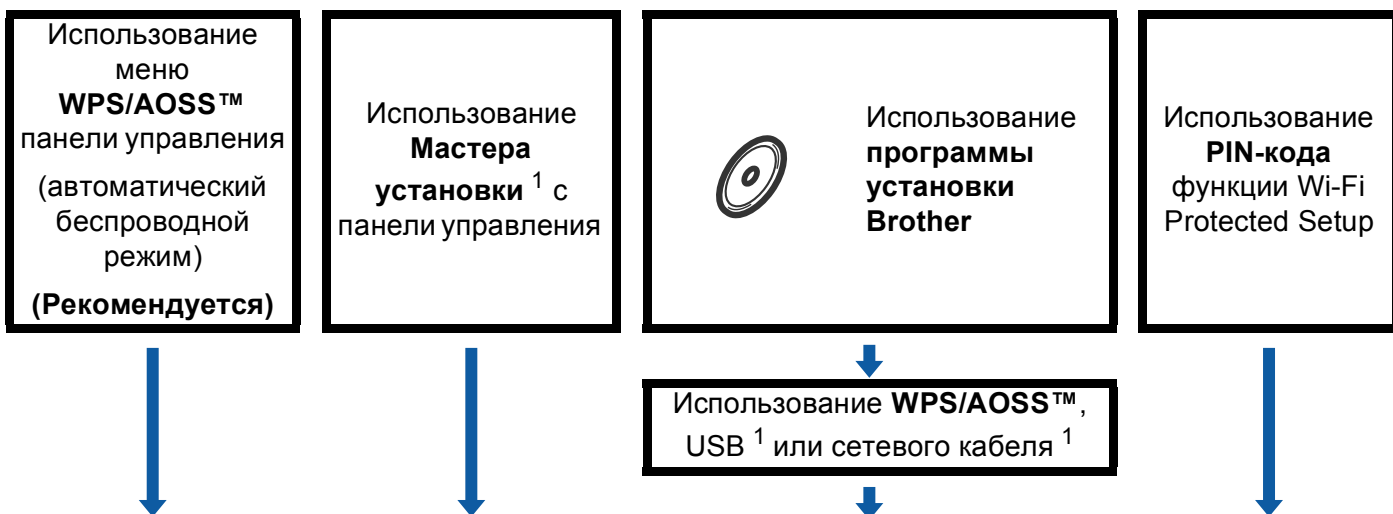 Использование
меню
WPS/AOSS™
панели управления
(автоматический
беспроводной
режим)
(Рекомендуется)
Использование
Мастера
установки 1 с
панели управления
Использование
программы
установки
Brother
Использование
PIN-кода
функции Wi-Fi
Protected Setup
Использование WPS/AOSS™,
USB 1 или сетевого кабеля 1